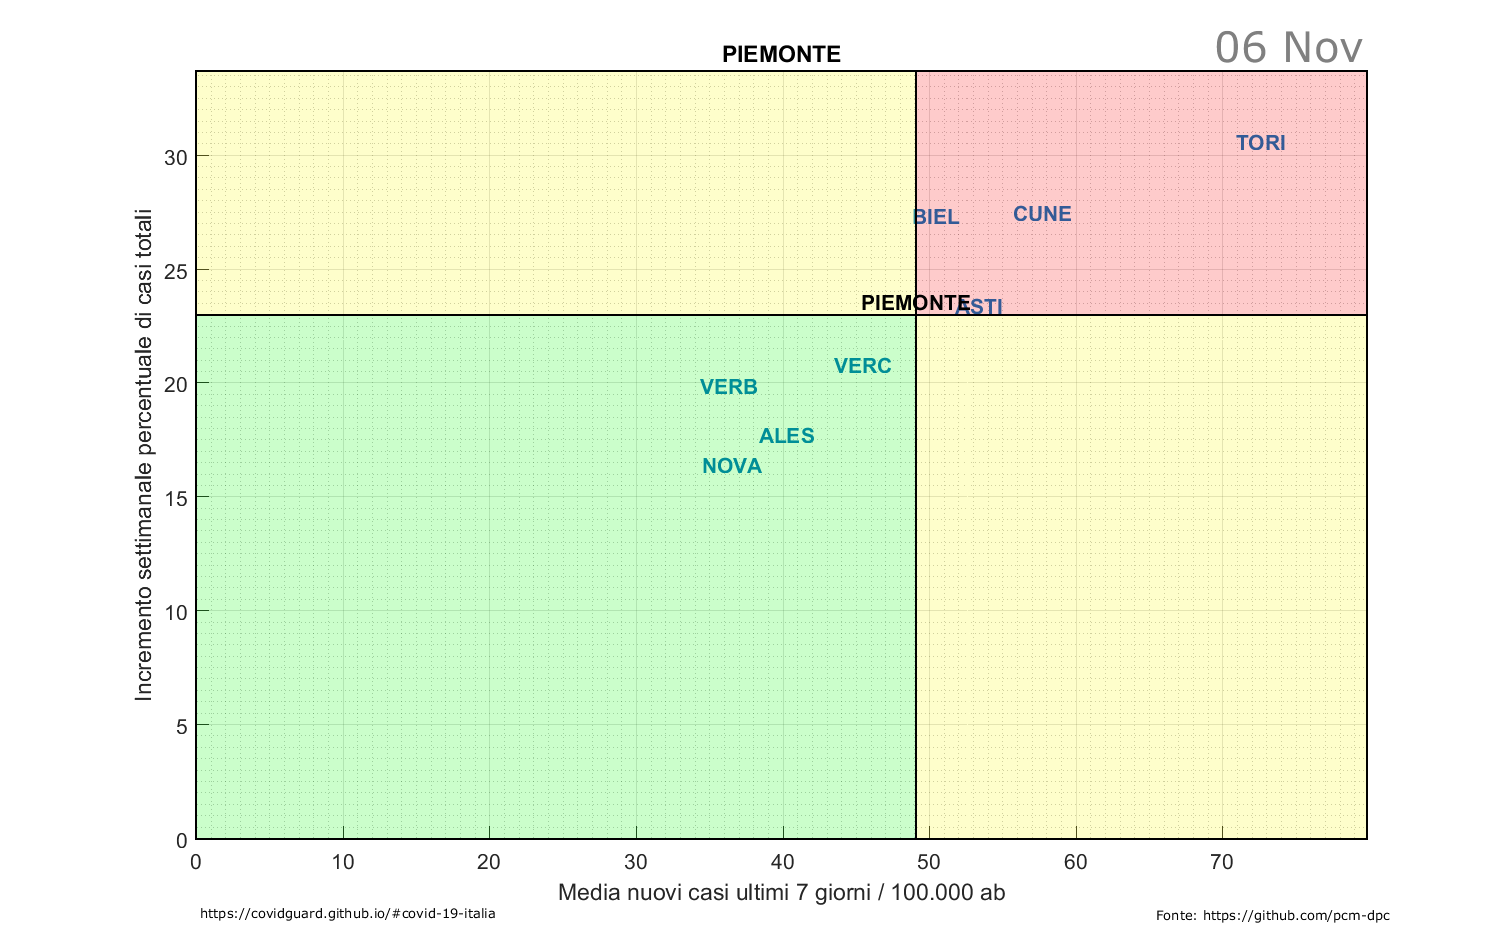 06 Nov
PIEMONTE
TORI
CUNE
BIEL
PIEMONTE
ASTI
VERC
VERB
ALES
NOVA
Incremento settimanale percentuale di casi totali
30
25
20
15
10
5
0
0 10 20 30 40 50 60 70
Media nuovi casi ultimi 7 giorni / 100.000 ab
https://covidguard.github.io/#covid-19-italia
Fonte: https://github.com/pcm-dpc